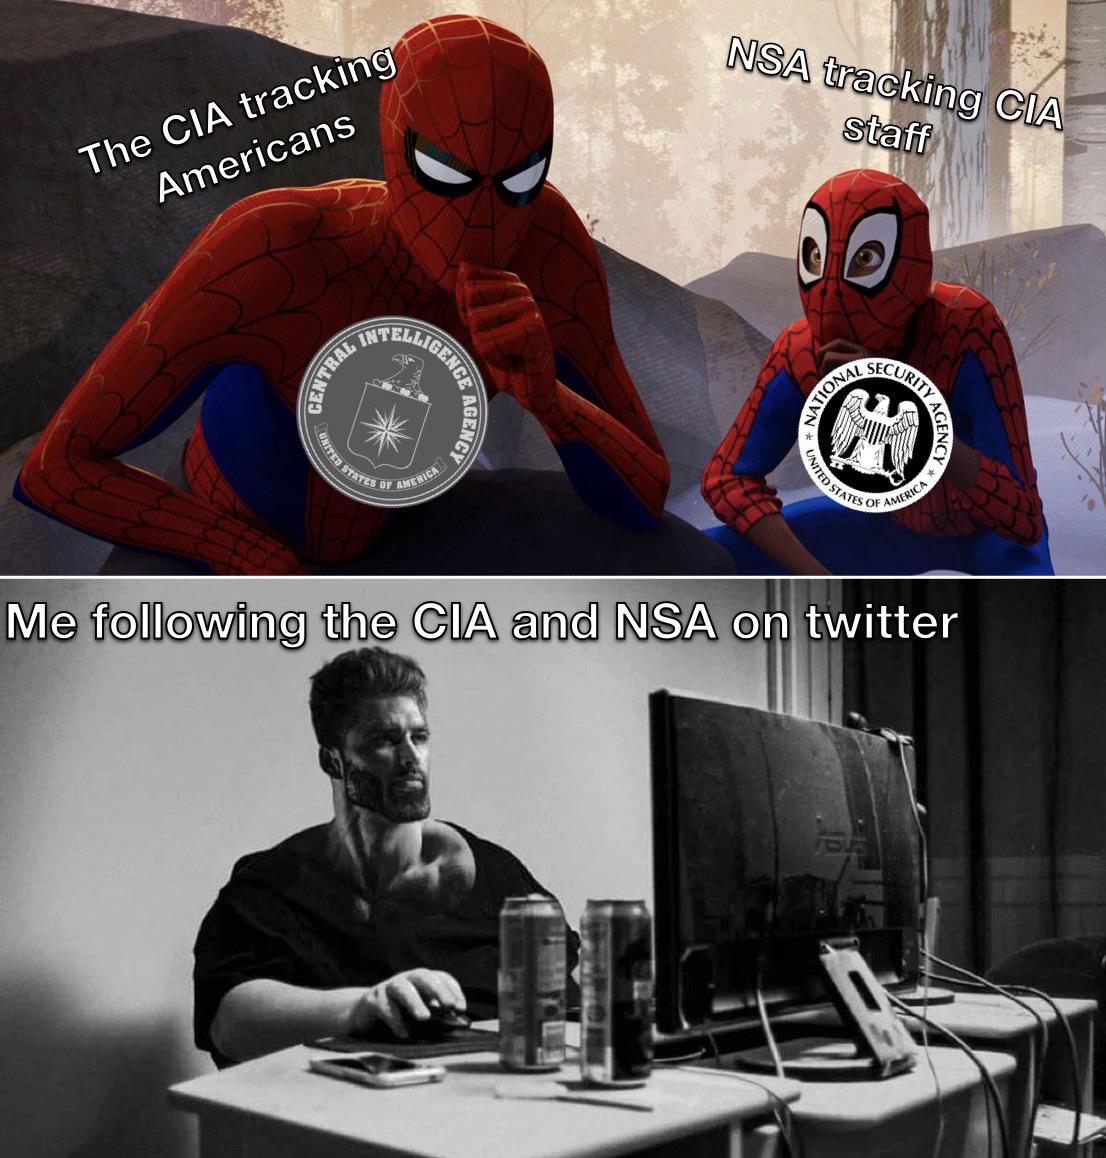 The CIA tracking
Americans
NSA tracking CIA
staff
CENTRAL INTELLIGENCE AGENCY
UNITED STATES OF AMERICA
NATIONAL SECURITY AGENCY
UNITED STATES OF AMERICA
Me following the CIA and NSA on twitter
ASUS